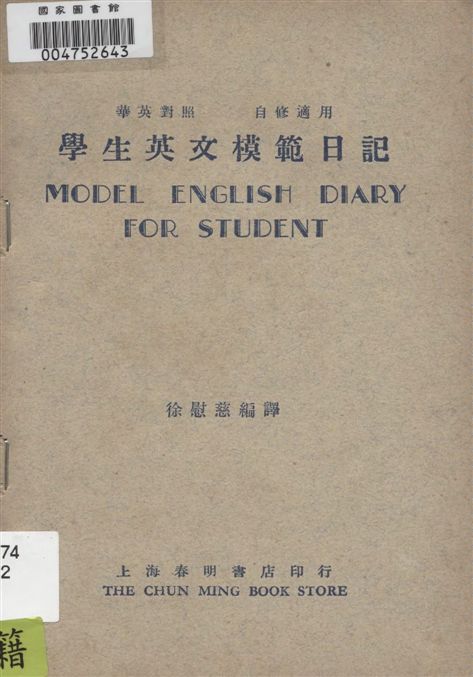 國家圖書館
004752643
華英對照 自修適用
學生英文模範日記
MODEL ENGLISH DIARY
FOR STUDENT
徐慰慈編譯
74
2
上海春明書店印行
THE CHUN MING BOOK STORE
籍